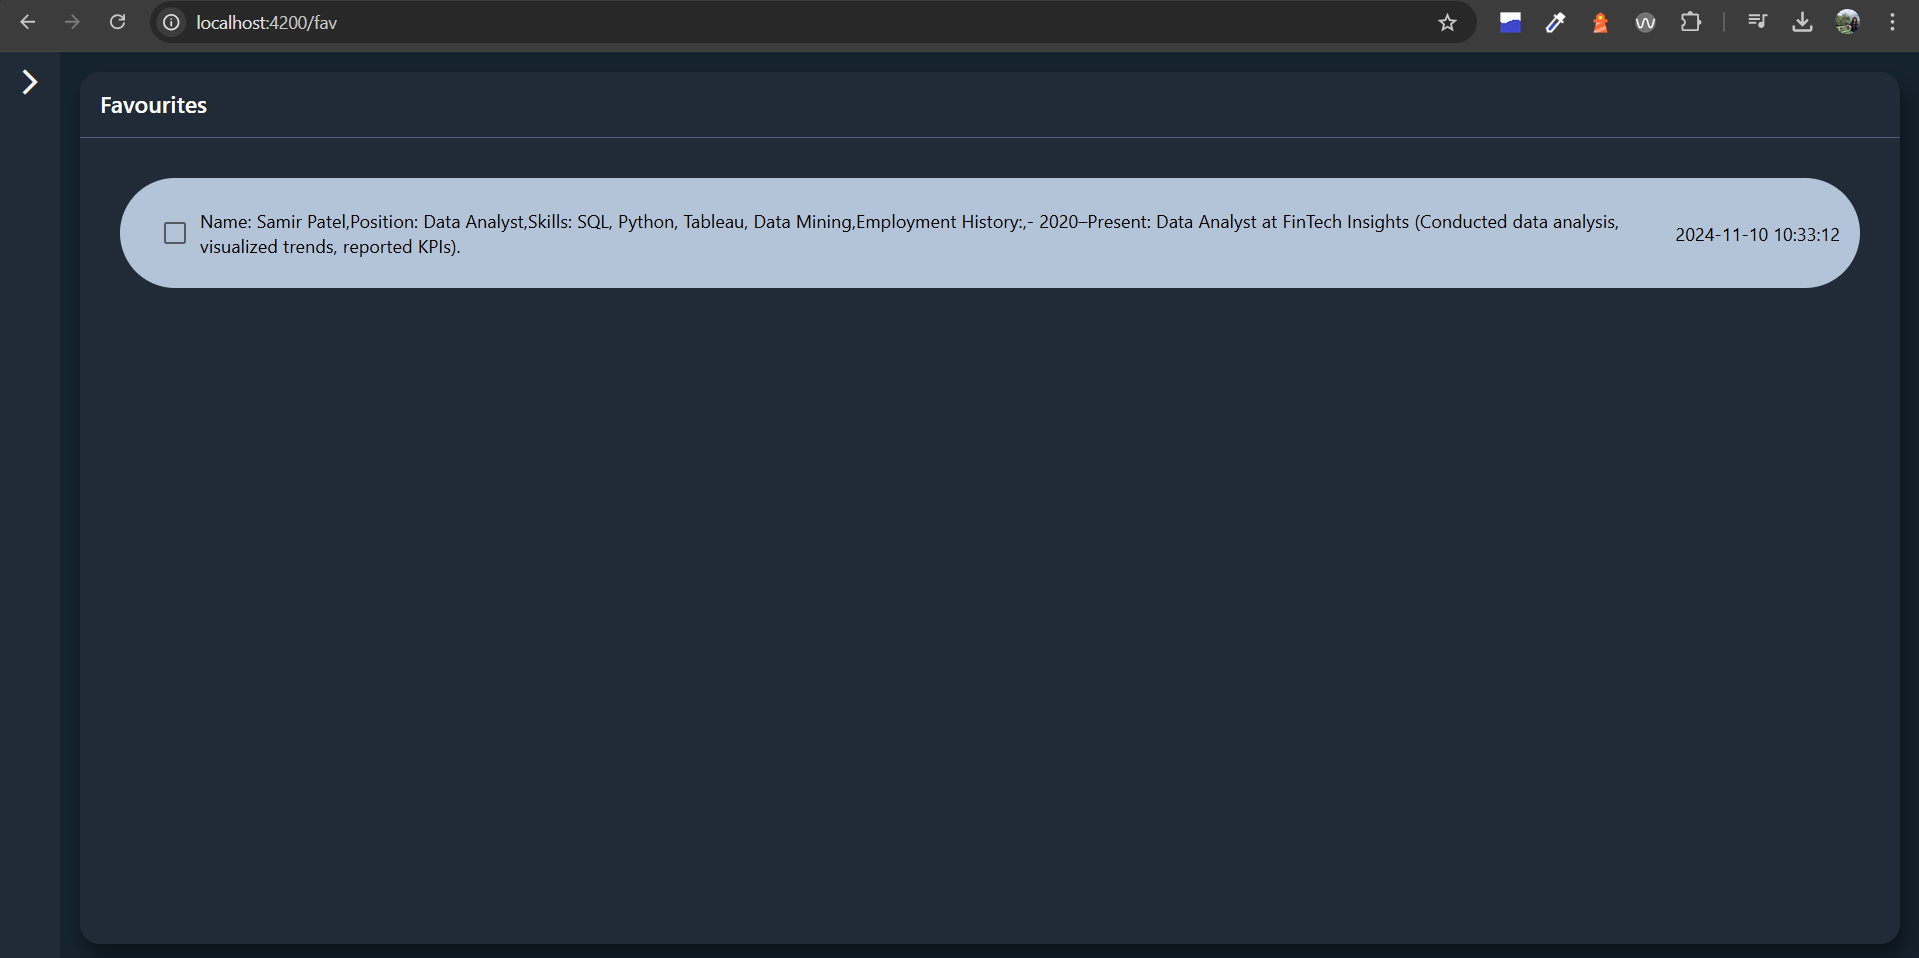 localhost:4200/fav
Favourites
Name: Samir Patel,Position: Data Analyst,Skills: SQL, Python, Tableau, Data Mining,Employment History:,- 2020–Present: Data Analyst at FinTech Insights (Conducted data analysis,
visualized trends, reported KPIs).
2024-11-10 10:33:12